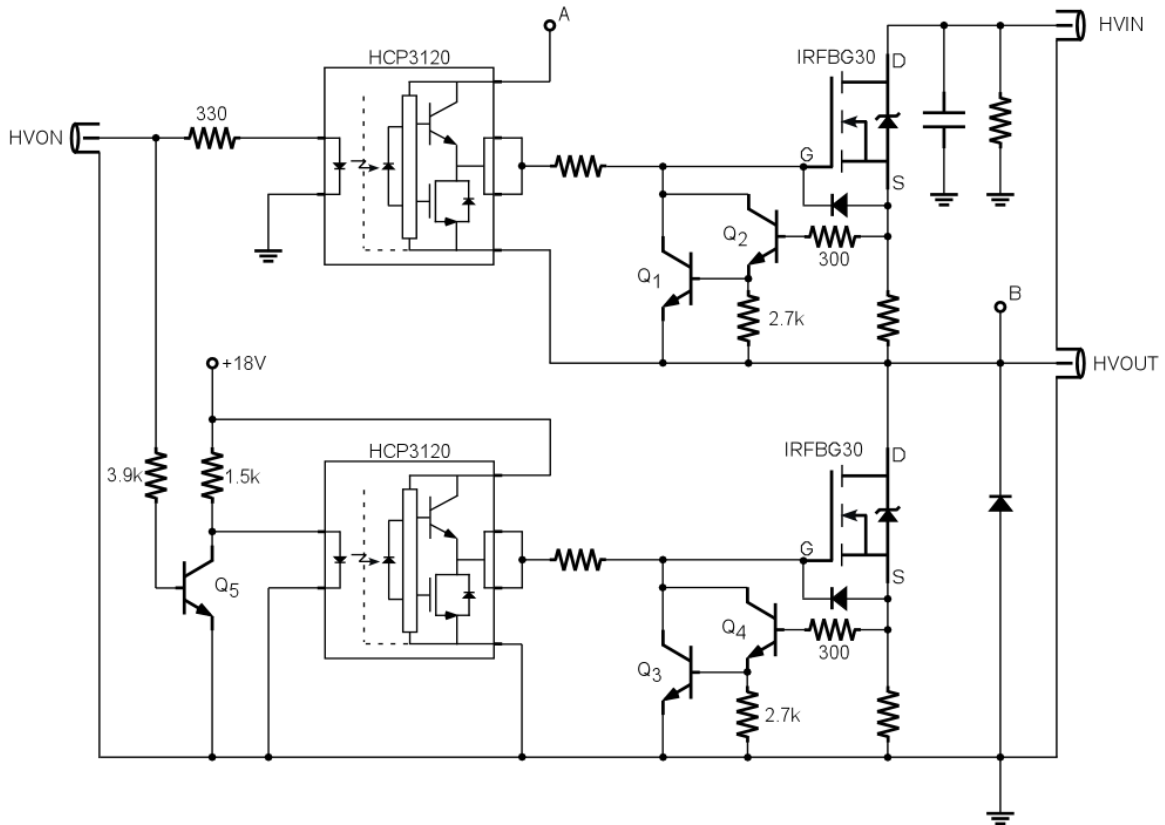 A
HVIN
HCP3120
IRFBG30
D
330
HVON
G
S
Q2
300
Q1
B
2.7k
+18V
HVOUT
HCP3120
IRFBG30
D
3.9k
1.5k
G
Q5
S
Q4
300
Q3
2.7k